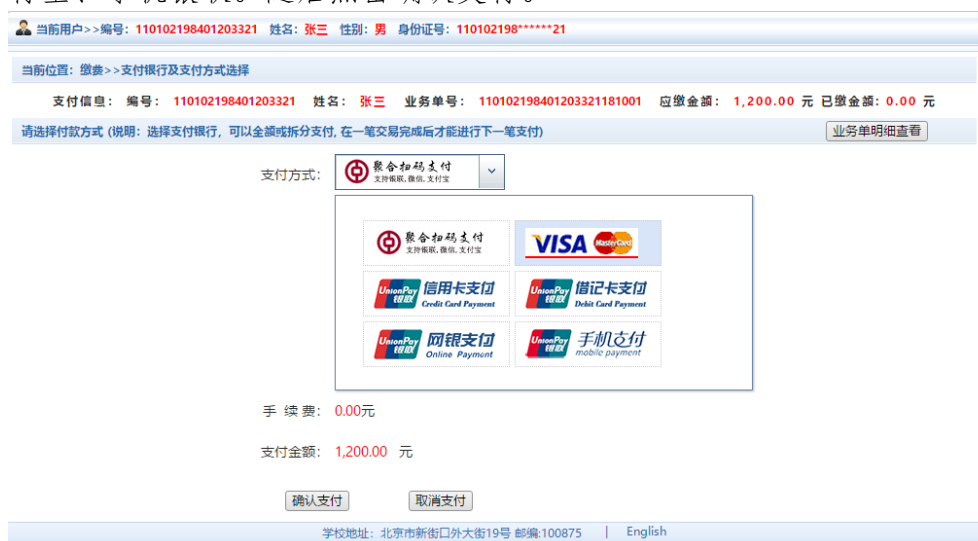 当前用户>>编号: 110102198401203321 姓名: 张三 性别: 男 身份证号: 110102198******21
当前位置: 缴费>>支付银行及支付方式选择
支付信息: 编号: 110102198401203321 姓名: 张三 业务单号: 110102198401203321181001 应缴金额: 1,200.00 元 已缴金额: 0.00 元
请选择付款方式 (说明: 选择支付银行, 可以全额或拆分支付, 在一笔交易完成后才能进行下一笔支付) 业务单明细查看
支付方式: 聚合扫码支付
支持银联, 微信, 支付宝
聚合扫码支付 VISA MasterCard
支持银联, 微信, 支付宝
UnionPay 银联 信用卡支付 Credit Card Payment UnionPay 银联 借记卡支付 Debit Card Payment
UnionPay 银联 网银支付 Online Payment UnionPay 银联 手机支付 mobile payment
手 续 费: 0.00元
支付金额: 1,200.00 元
确认支付 取消支付
学校地址: 北京市新街口外大街19号 邮编:100875 | English